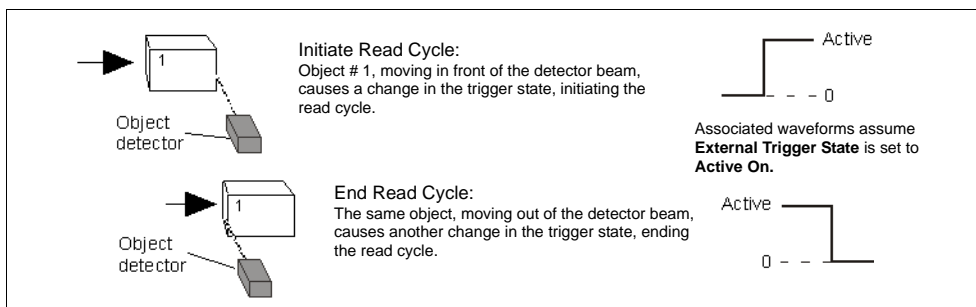 1
Object
detector
Initiate Read Cycle:
Object # 1, moving in front of the detector beam,
causes a change in the trigger state, initiating the
read cycle.
Active
0
Associated waveforms assume
External Trigger State is set to
Active On.
1
Object
detector
End Read Cycle:
The same object, moving out of the detector beam,
causes another change in the trigger state, ending
the read cycle.
Active
0